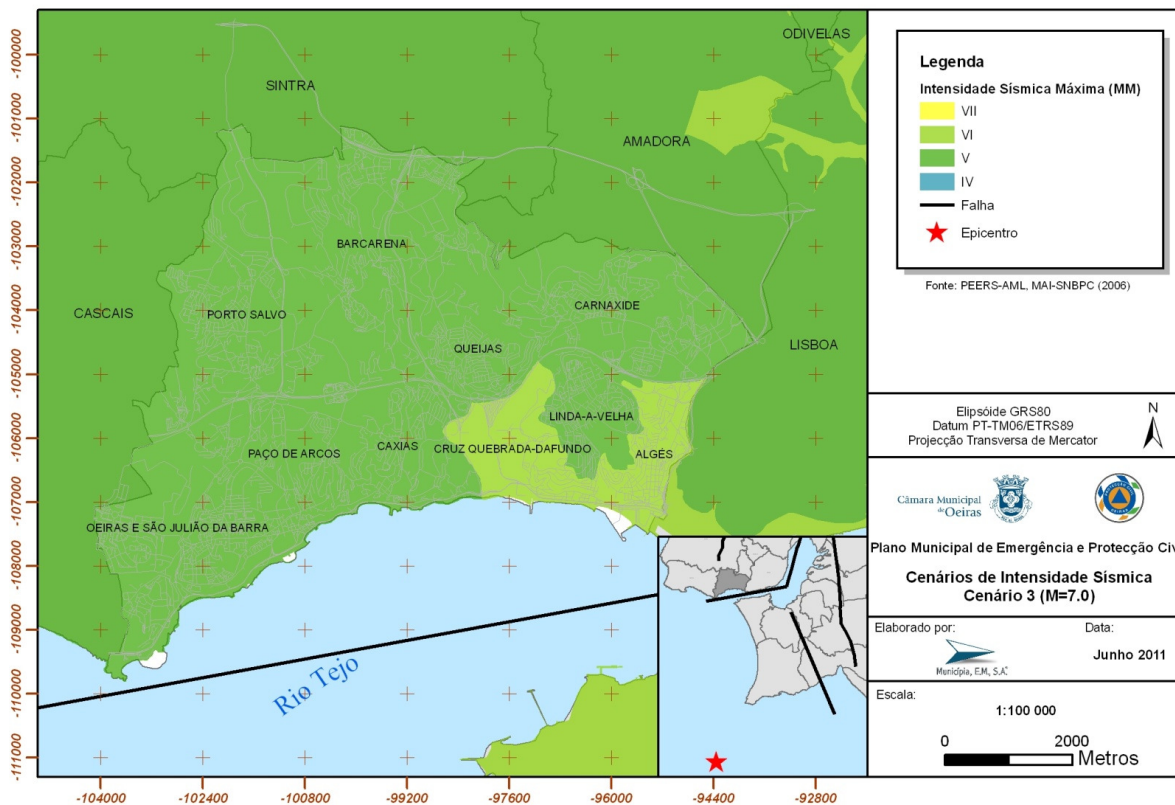 -100000
-101000
-102000
-103000
-104000
-105000
-106000
-107000
-108000
-109000
-110000
-111000
ODIVELAS
SINTRA
AMADORA
BARCARENA
CASCAIS
PORTO SALVO
CARNAXIDE
QUEIJAS
LISBOA
LINDA-A-VELHA
PAÇO DE ARCOS
CAXIAS
CRUZ QUEBRADA-DAFUNDO
ALGÉS
OEIRAS E SÃO JULIÃO DA BARRA
Rio Tejo
-104000
-102400
-100800
-99200
-97600
-96000
-94400
-92800
Legenda
Intensidade Sísmica Máxima (MM)
VII
VI
V
IV
Falha
Epicentro
Fonte: PEERS-AML, MAI-SNBPC (2006)
Elipsóide GRS80
Datum PT-TM06/ETRS89
Projecção Transversa de Mercator
N
Câmara Municipal
de Oeiras
Plano Municipal de Emergência e Protecção Civ
Cenários de Intensidade Sísmica
Cenário 3 (M=7.0)
Elaborado por:
Município, E.M., S.A.
Data:
Junho 2011
Escala:
1:100 000
0 2000
Metros